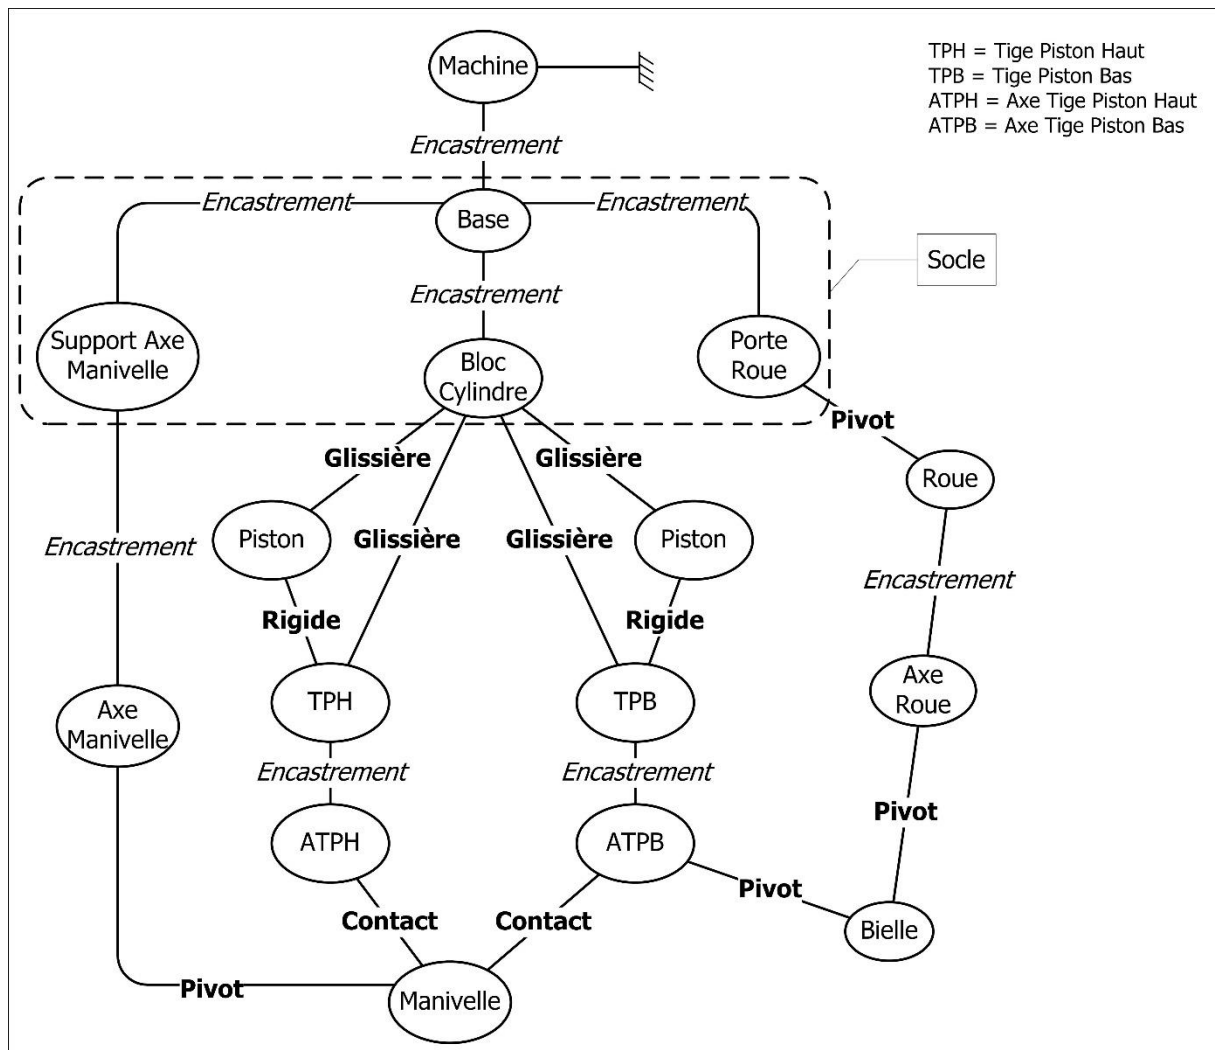 Machine
TPH = Tige Piston Haut
TPB = Tige Piston Bas
ATPH = Axe Tige Piston Haut
ATPB = Axe Tige Piston Bas
Encastrement
Encastrement
Base
Encastrement
Socle
Encastrement
Support Axe
Manivelle
Bloc
Cylindre
Porte
Roue
Pivot
Glissière
Glissière
Roue
Piston
Glissière
Glissière
Piston
Encastrement
Encastrement
Rigide
Rigide
Axe
Manivelle
TPH
TPB
Axe
Roue
Encastrement
Encastrement
Pivot
ATPH
ATPB
Pivot
Contact
Contact
Bielle
Pivot
Manivelle